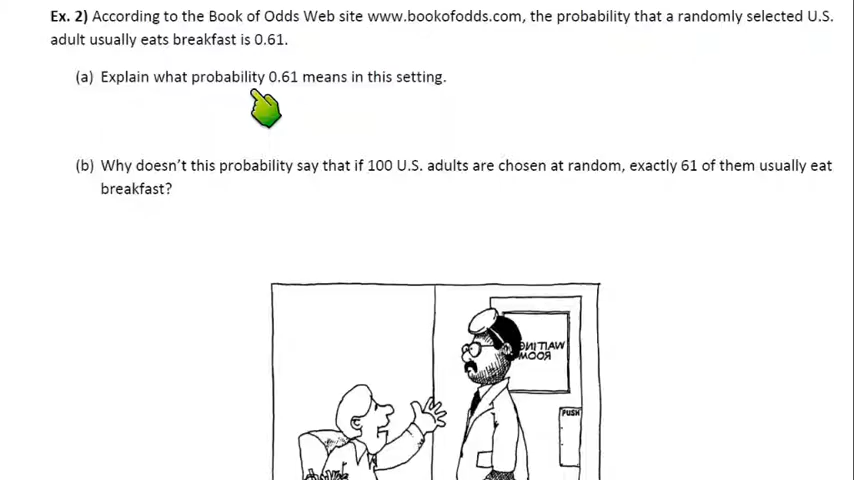 Ex. 2) According to the Book of Odds Web site www.bookofodds.com, the probability that a randomly selected U.S.
adult usually eats breakfast is 0.61.
(a) Explain what probability 0.61 means in this setting.
(b) Why doesn't this probability say that if 100 U.S. adults are chosen at random, exactly 61 of them usually eat
breakfast?
WAITING
ROOM
PUSH